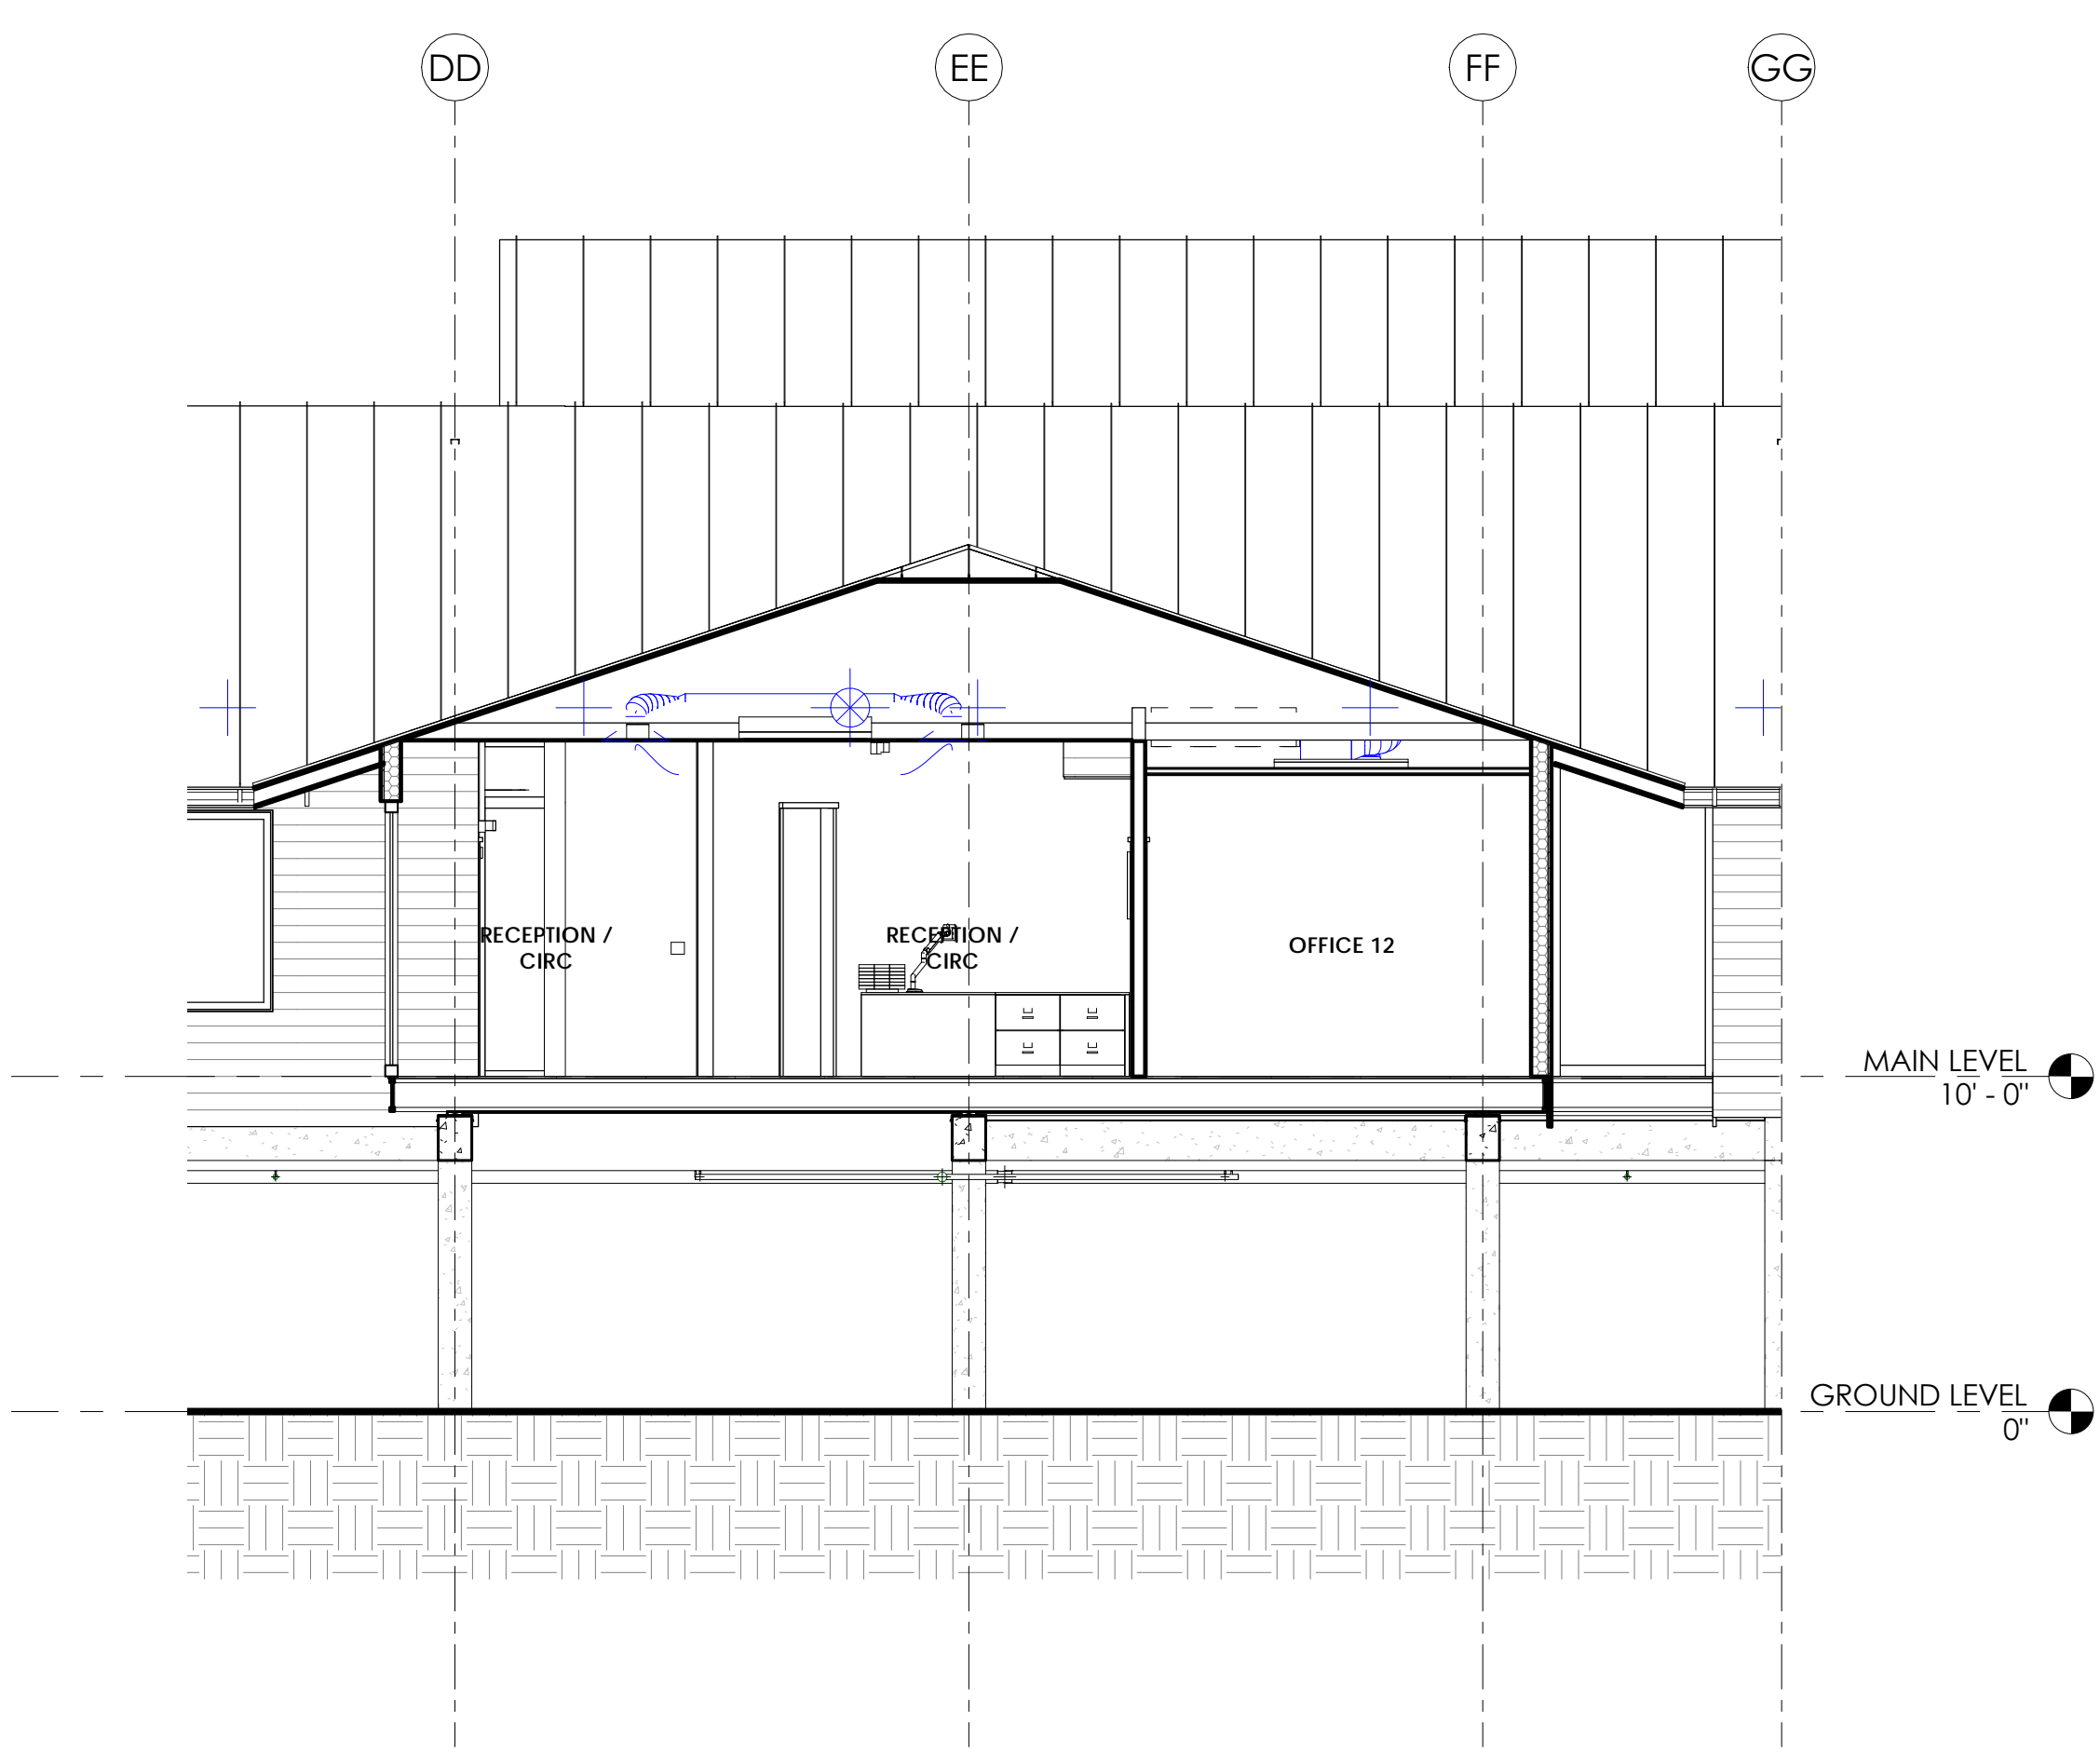 DD
EE
FF
GG
RECEPTION /
CIRC
RECEPTION /
CIRC
OFFICE 12
MAIN LEVEL
10' - 0"
GROUND LEVEL
0"